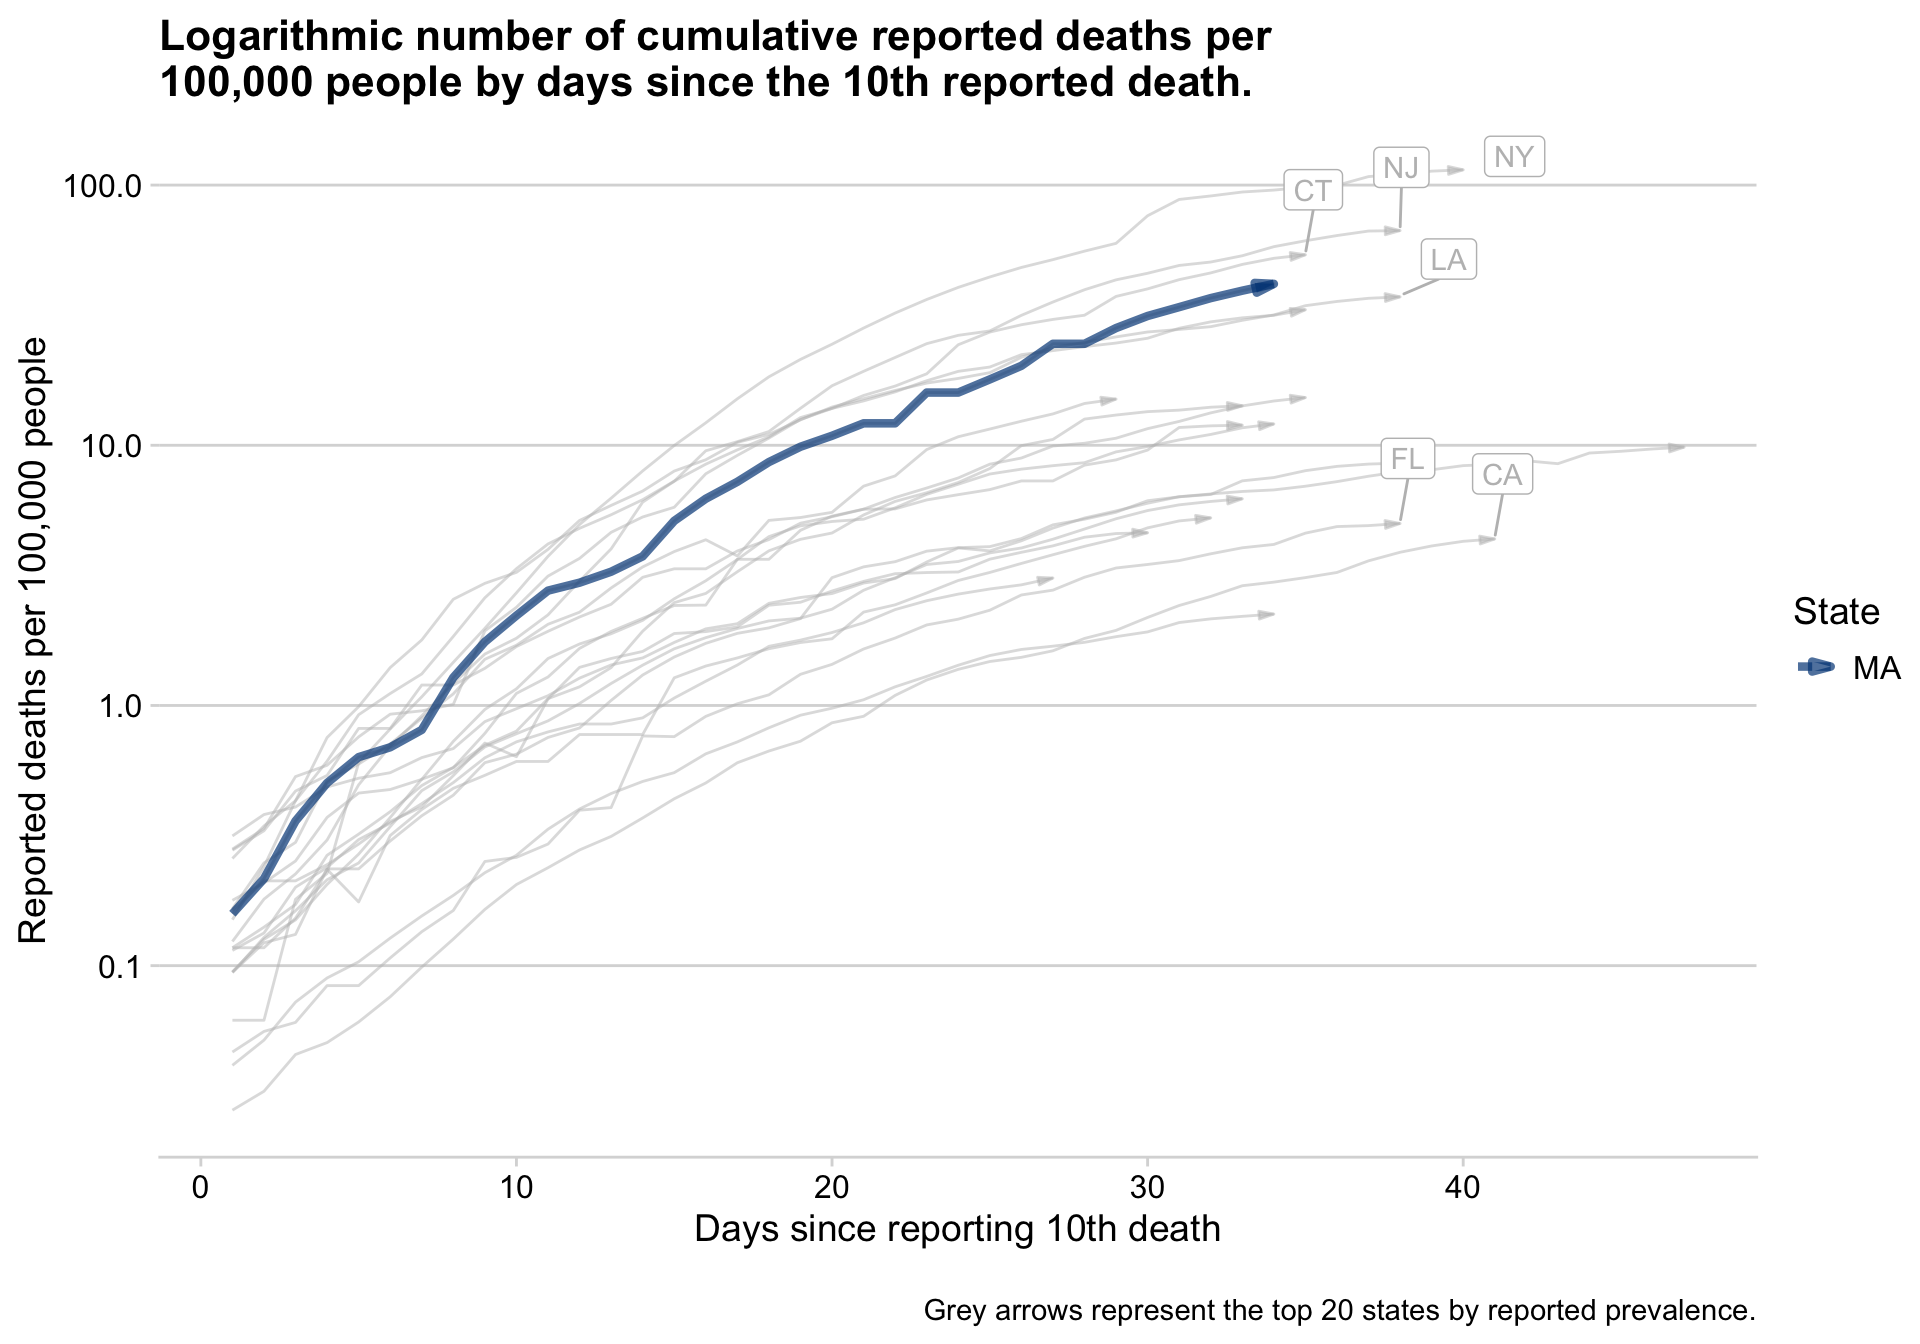 Logarithmic number of cumulative reported deaths per
100,000 people by days since the 10th reported death.
NY
NJ
CT
LA
FL
CA
100.0
10.0
1.0
0.1
Reported deaths per 100,000 people
0
10
20
30
40
Days since reporting 10th death
State
MA
Grey arrows represent the top 20 states by reported prevalence.